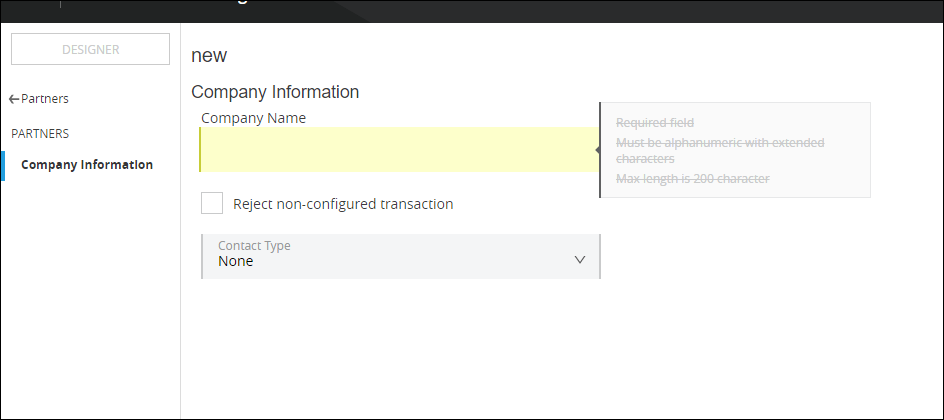 DESIGNER
Partners
PARTNERS
Company Information
new
Company Information
Company Name
Required field
Must be alphanumeric with extended
characters
Max length is 200 character
Reject non-configured transaction
Contact Type
None